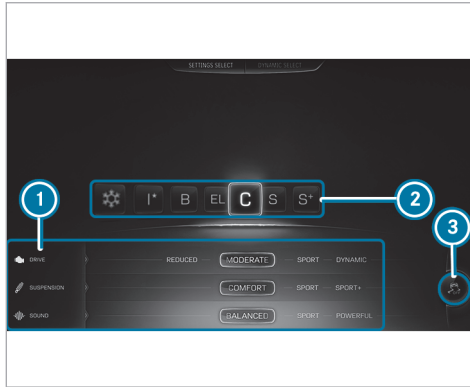 SETTINGS SELECT DYNAMIC SELECT
I* B EL C S S+
1 2 3
DRIVE REDUCED MODERATE SPORT DYNAMIC
SUSPENSION COMFORT SPORT SPORT+
SOUND BALANCED SPORT POWERFUL